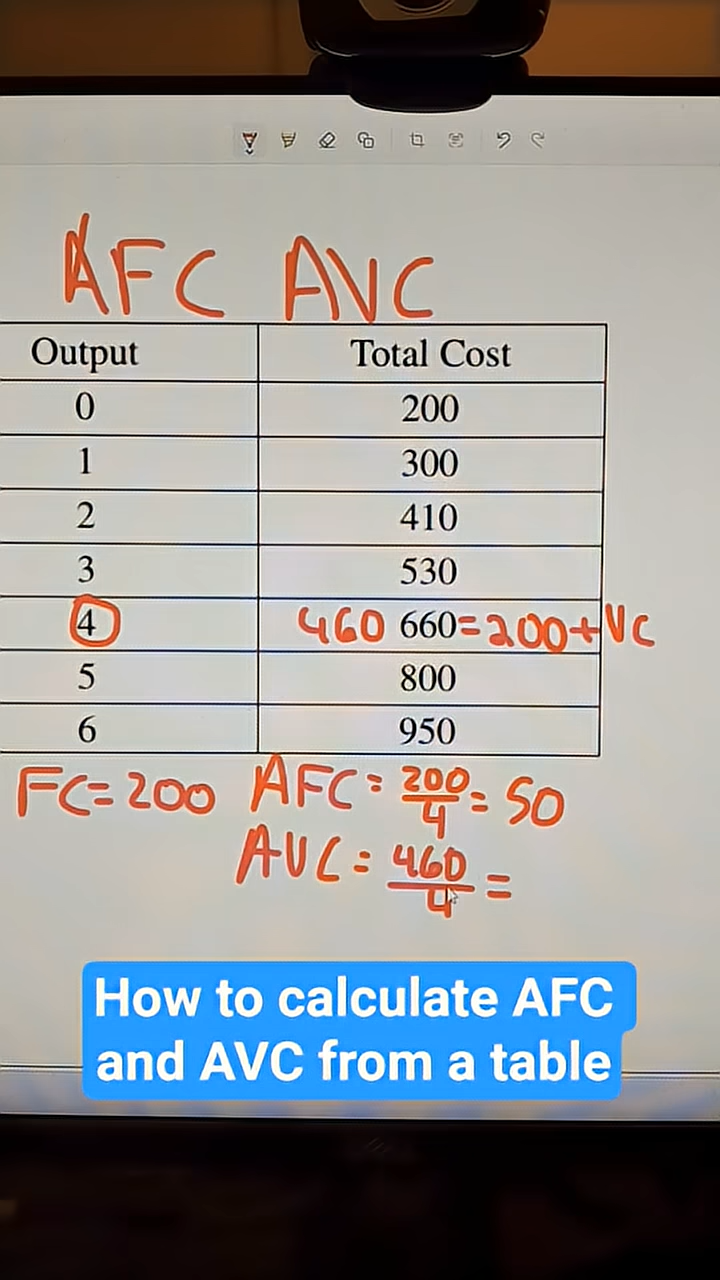 AFC AVC
Output Total Cost
0 200
1 300
2 410
3 530
4 460 660=200+VC
5 800
6 950
FC=200 AFC=200/4=50
AVC=460/4=
How to calculate AFC
and AVC from a table